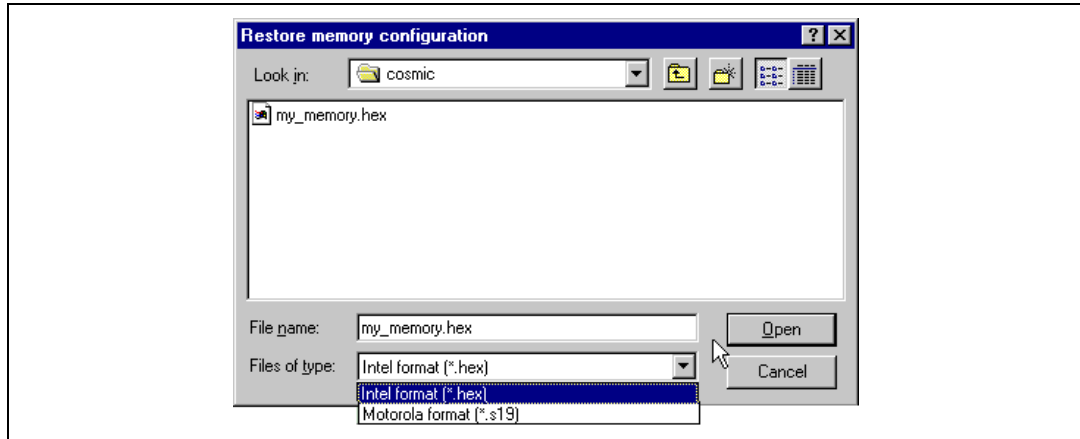 Restore memory configuration
Look in: cosmic
my_memory.hex
File name: my_memory.hex Open
Files of type: Intel format (*.hex) Cancel
Intel format (*.hex)
Motorola format (*.s19)